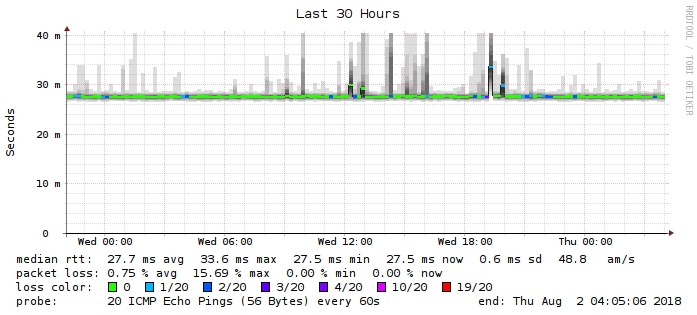 Last 30 Hours
RRDTOOL / TOBI OETIKER
Seconds
40 m
30 m
20 m
10 m
0
Wed 00:00 Wed 06:00 Wed 12:00 Wed 18:00 Thu 00:00
median rtt: 27.7 ms avg 33.6 ms max 27.5 ms min 27.5 ms now 0.6 ms sd 48.8 am/s
packet loss: 0.75 % avg 15.69 % max 0.00 % min 0.00 % now
loss color: 0 1/20 2/20 3/20 4/20 10/20 19/20
probe: 20 ICMP Echo Pings (56 Bytes) every 60s end: Thu Aug 2 04:05:06 2018